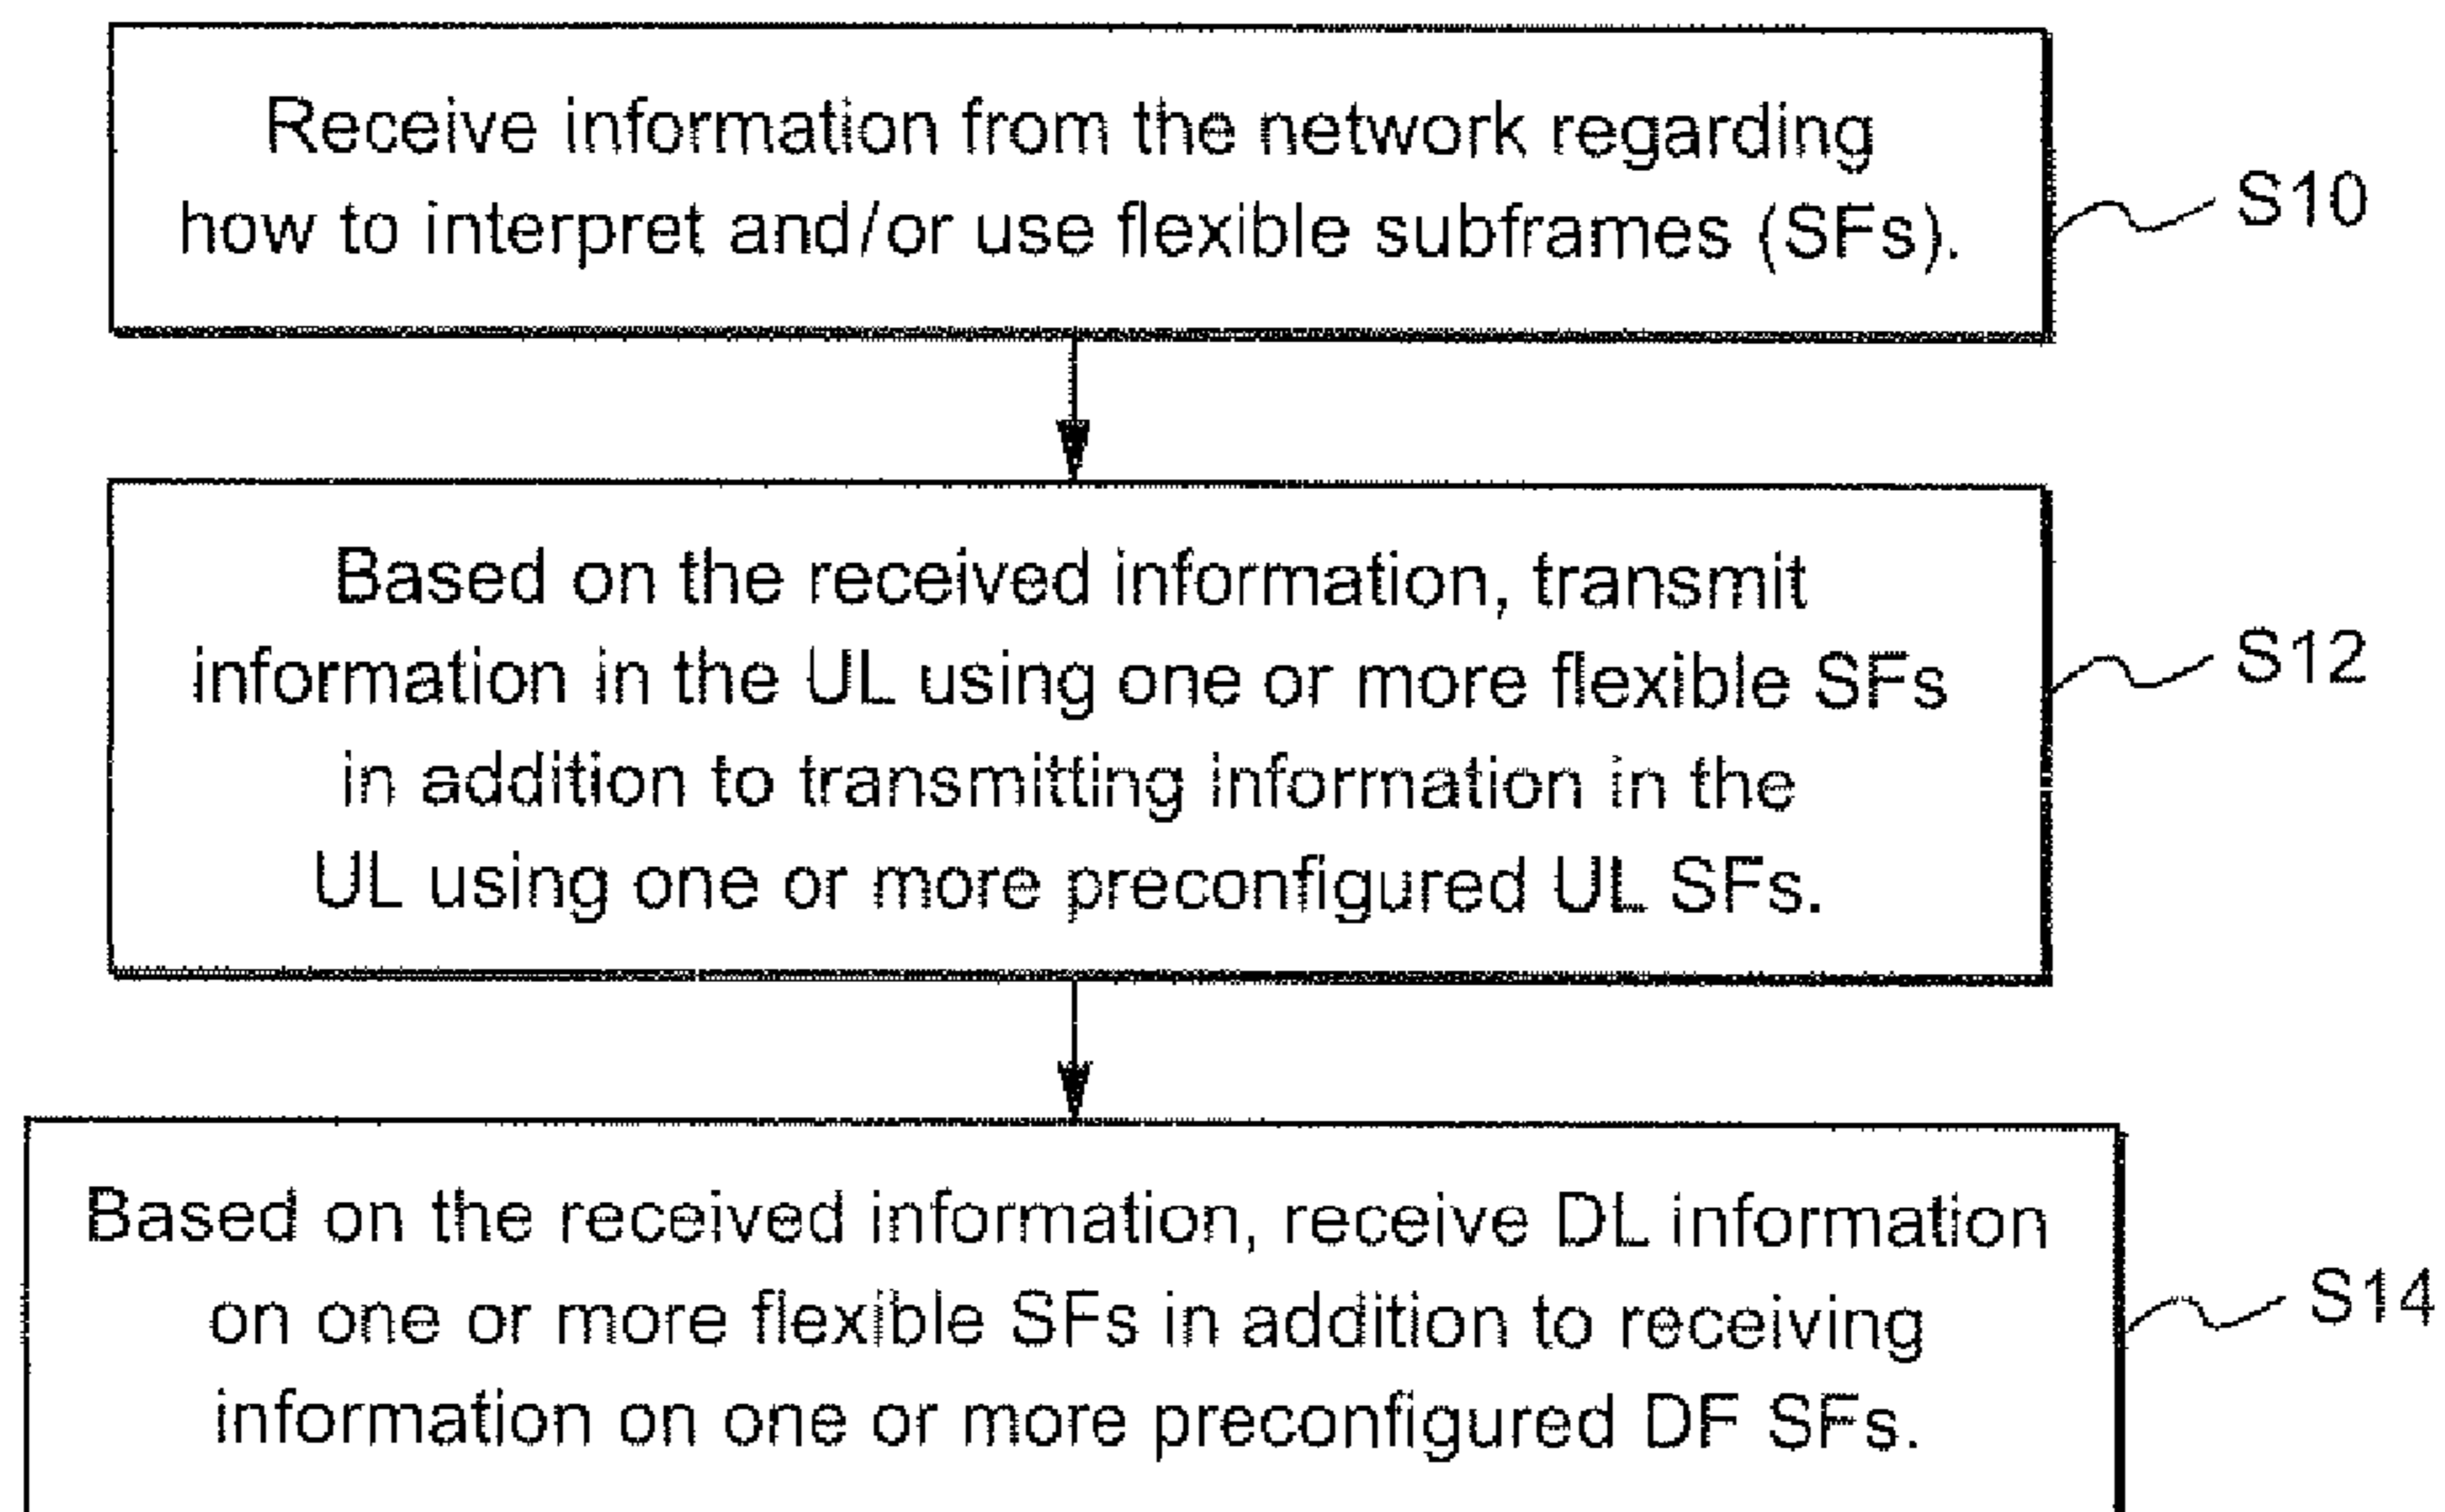 Receive information from the network regarding
how to interpret and/or use flexible subframes (SFs).
S10
Based on the received information, transmit
information in the UL using one or more flexible SFs
in addition to transmitting information in the
UL using one or more preconfigured UL SFs.
S12
Based on the received information, receive DL information
on one or more flexible SFs in addition to receiving
information on one or more preconfigured DF SFs.
S14